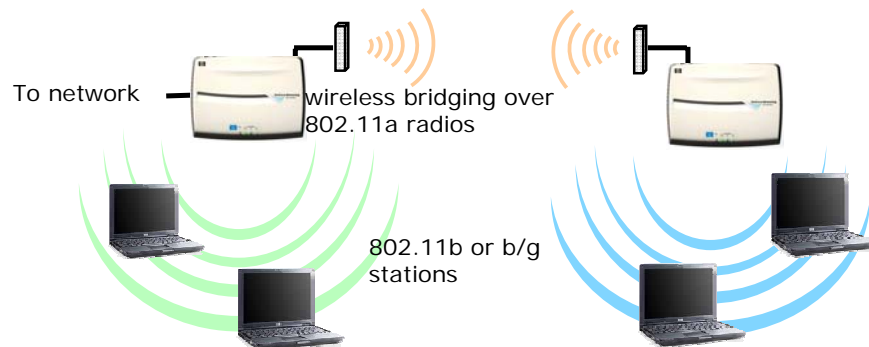 To network
wireless bridging over
802.11a radios
802.11b or b/g
stations